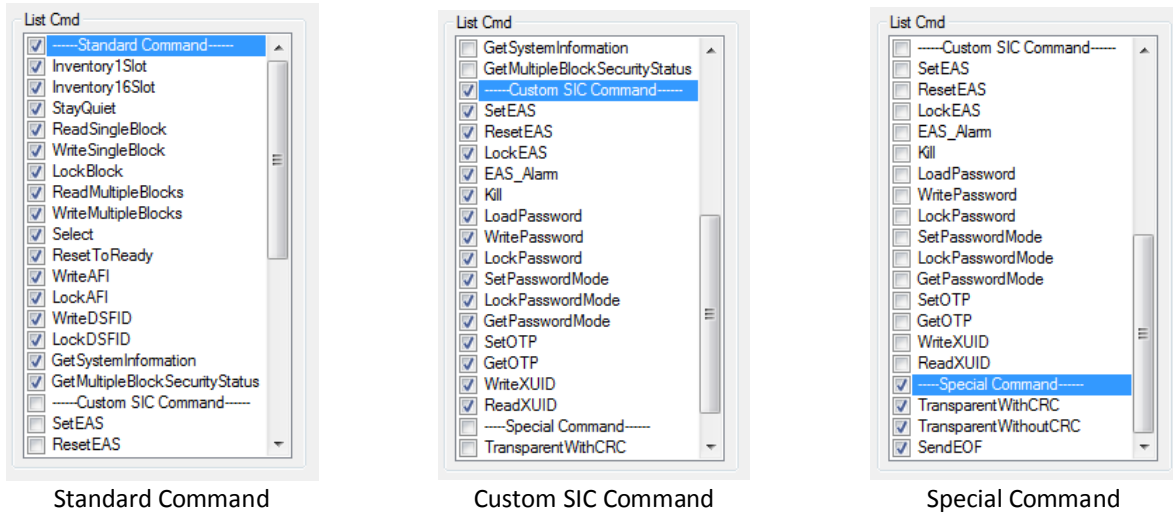 List Cmd
------Standard Command------
Inventory1Slot
Inventory16Slot
StayQuiet
ReadSingleBlock
WriteSingleBlock
LockBlock
ReadMultipleBlocks
WriteMultipleBlocks
Select
ResetToReady
WriteAFI
LockAFI
WriteDSFID
LockDSFID
GetSystemInformation
GetMultipleBlockSecurityStatus
------Custom SIC Command------
SetEAS
ResetEAS
Standard Command
List Cmd
GetSystemInformation
GetMultipleBlockSecurityStatus
------Custom SIC Command------
SetEAS
ResetEAS
LockEAS
EAS_Alarm
Kill
LoadPassword
WritePassword
LockPassword
SetPasswordMode
LockPasswordMode
GetPasswordMode
SetOTP
GetOTP
WriteXUID
ReadXUID
-----Special Command------
TransparentWithCRC
Custom SIC Command
List Cmd
------Custom SIC Command------
SetEAS
ResetEAS
LockEAS
EAS_Alarm
Kill
LoadPassword
WritePassword
LockPassword
SetPasswordMode
LockPasswordMode
GetPasswordMode
SetOTP
GetOTP
WriteXUID
ReadXUID
-----Special Command------
TransparentWithCRC
TransparentWithoutCRC
SendEOF
Special Command